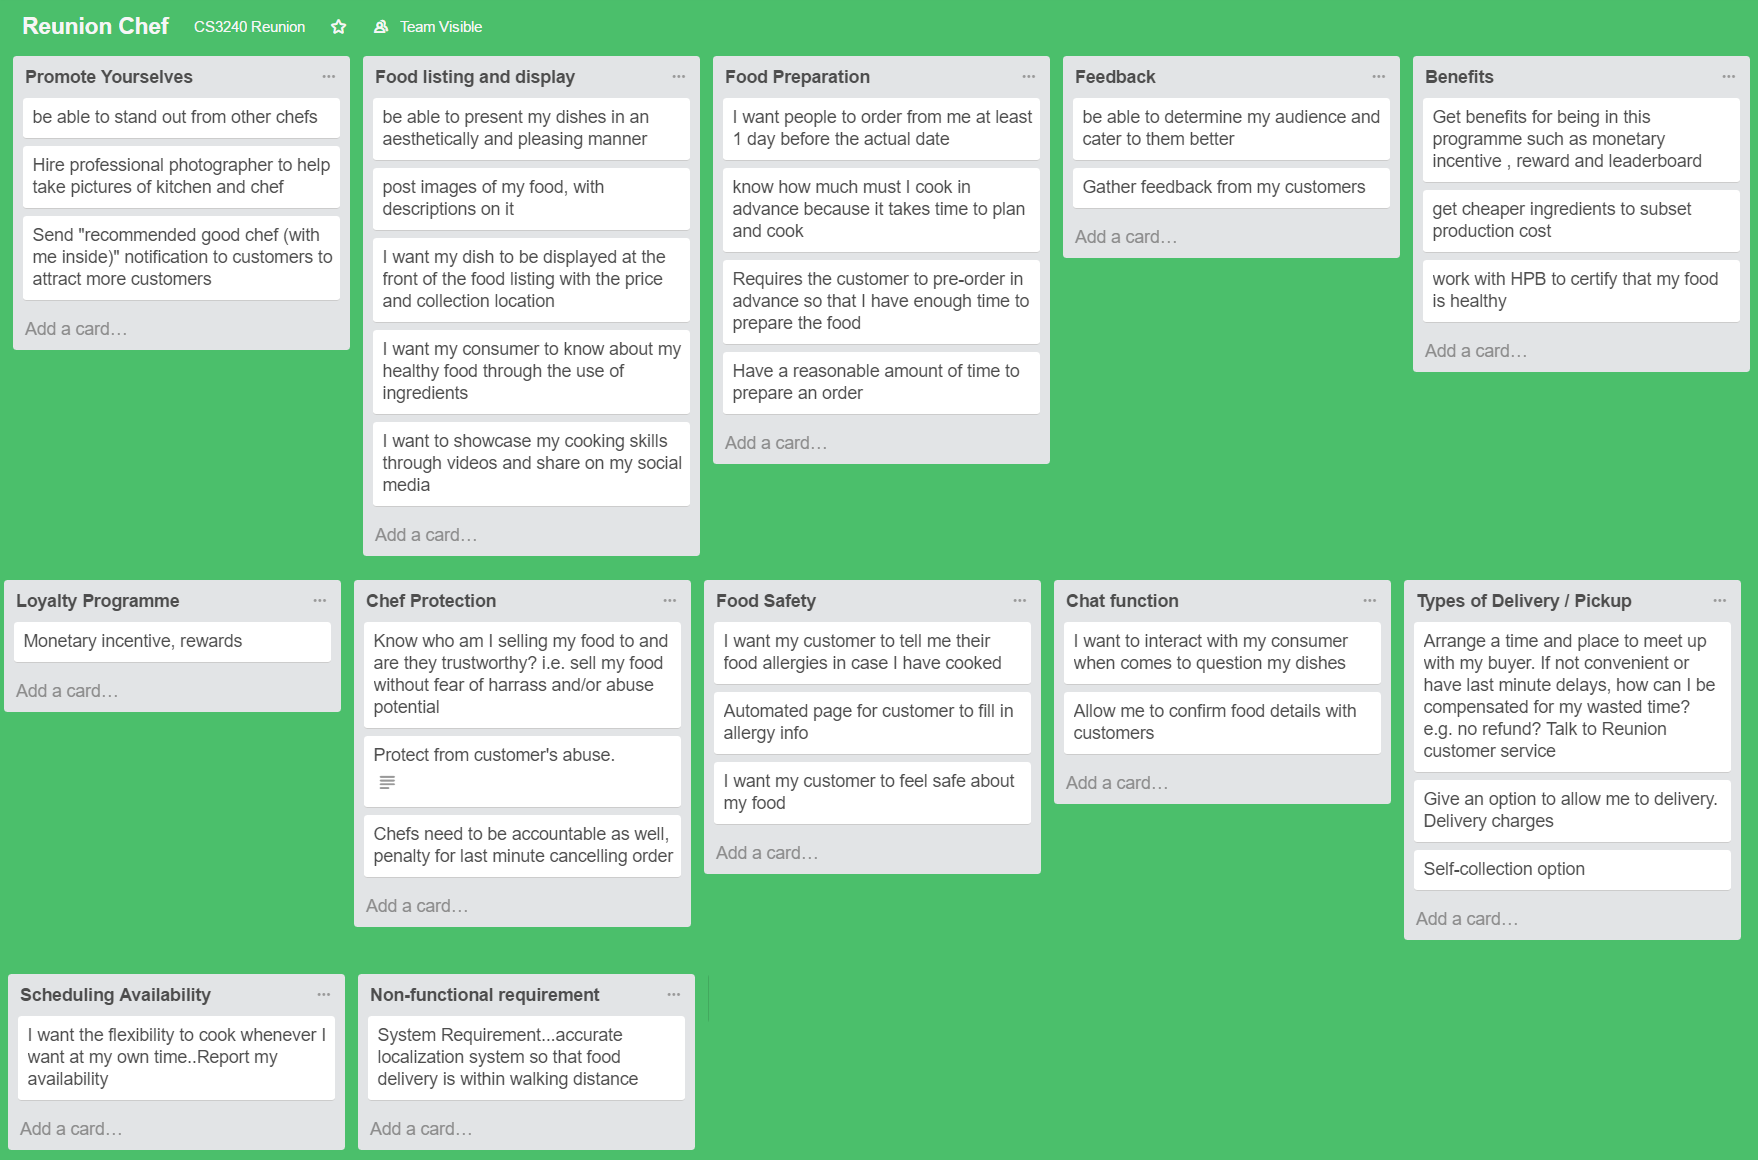 Reunion Chef
CS3240 Reunion
Team Visible
Promote Yourselves
be able to stand out from other chefs
Hire professional photographer to help
take pictures of kitchen and chef
Send "recommended good chef (with
me inside)" notification to customers to
attract more customers
Add a card…
Food listing and display
be able to present my dishes in an
aesthetically and pleasing manner
post images of my food, with
descriptions on it
I want my dish to be displayed at the
front of the food listing with the price
and collection location
I want my consumer to know about my
healthy food through the use of
ingredients
I want to showcase my cooking skills
through videos and share on my social
media
Add a card…
Food Preparation
I want people to order from me at least
1 day before the actual date
know how much must I cook in
advance because it takes time to plan
and cook
Requires the customer to pre-order in
advance so that I have enough time to
prepare the food
Have a reasonable amount of time to
prepare an order
Add a card…
Feedback
be able to determine my audience and
cater to them better
Gather feedback from my customers
Add a card…
Benefits
Get benefits for being in this
programme such as monetary
incentive , reward and leaderboard
get cheaper ingredients to subset
production cost
work with HPB to certify that my food
is healthy
Add a card…
Loyalty Programme
Monetary incentive, rewards
Add a card…
Chef Protection
Know who am I selling my food to and
are they trustworthy? i.e. sell my food
without fear of harrass and/or abuse
potential
Protect from customer's abuse.
Chefs need to be accountable as well,
penalty for last minute cancelling order
Add a card…
Food Safety
I want my customer to tell me their
food allergies in case I have cooked
Automated page for customer to fill in
allergy info
I want my customer to feel safe about
my food
Add a card…
Chat function
I want to interact with my consumer
when comes to question my dishes
Allow me to confirm food details with
customers
Add a card…
Types of Delivery / Pickup
Arrange a time and place to meet up
with my buyer. If not convenient or
have last minute delays, how can I be
compensated for my wasted time?
e.g. no refund? Talk to Reunion
customer service
Give an option to allow me to delivery.
Delivery charges
Self-collection option
Add a card…
Scheduling Availability
I want the flexibility to cook whenever I
want at my own time..Report my
availability
Add a card…
Non-functional requirement
System Requirement...accurate
localization system so that food
delivery is within walking distance
Add a card…